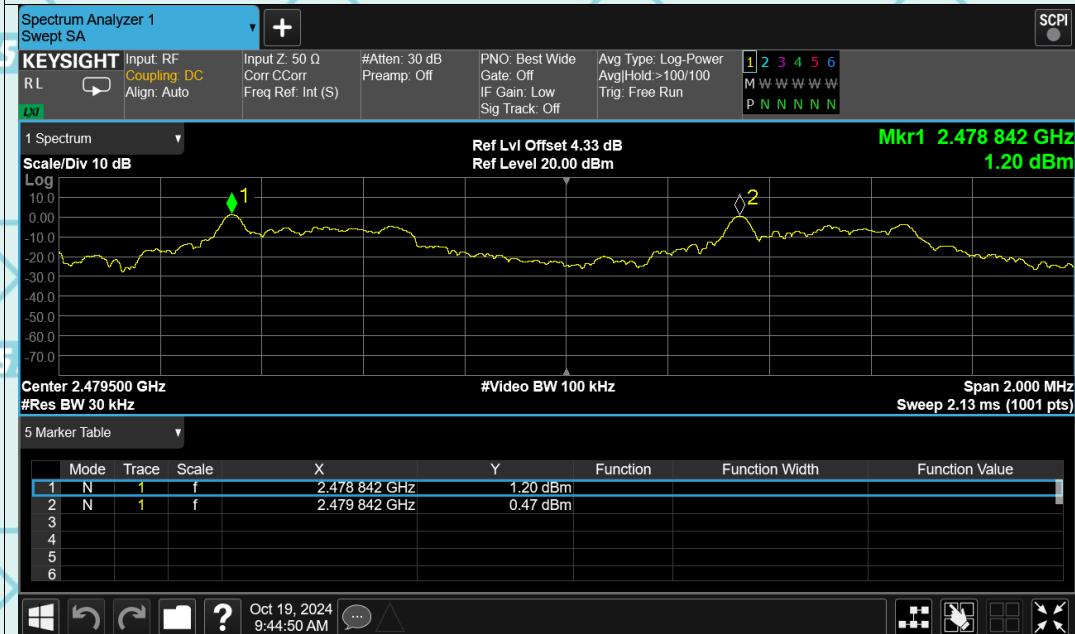 Spectrum Analyzer 1
Swept SA
+
SCPI
KEYSIGHT Input: RF Input Z: 50 Ω #Atten: 30 dB PNO: Best Wide Avg Type: Log-Power 1 2 3 4 5 6
R L Coupling: DC Corr CCorr Preamp: Off Gate: Off Avg|Hold:>100/100 M W W W W W
Align: Auto Freq Ref: Int (S) IF Gain: Low Trig: Free Run P N N N N N
LXI Sig Track: Off
1 Spectrum Ref Lvl Offset 4.33 dB Mkr1 2.478 842 GHz
Scale/Div 10 dB Ref Level 20.00 dBm 1.20 dBm
Log
10.0
0.00
-10.0
-20.0
-30.0
-40.0
-50.0
-60.0
-70.0
1
2
Center 2.479500 GHz #Video BW 100 kHz Span 2.000 MHz
#Res BW 30 kHz Sweep 2.13 ms (1001 pts)
5 Marker Table
Mode Trace Scale X Y Function Function Width Function Value
1 N 1 f 2.478 842 GHz 1.20 dBm
2 N 1 f 2.479 842 GHz 0.47 dBm
3
4
5
6
? Oct 19, 2024
9:44:50 AM